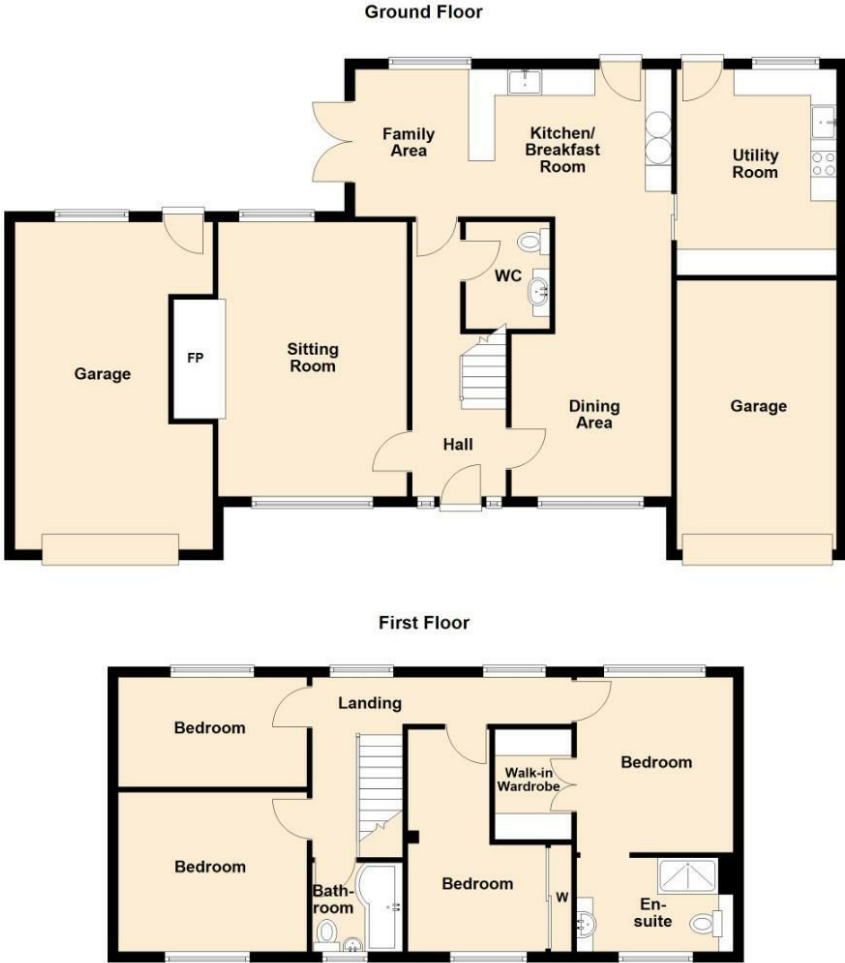 Ground Floor
Family
Area
Kitchen/
Breakfast
Room
Utility
Room
WC
FP
Sitting
Room
Garage
Dining
Area
Garage
Hall
First Floor
Landing
Bedroom
Walk-in
Wardrobe
Bedroom
Bedroom
Bath-
room
Bedroom
W
En-
suite